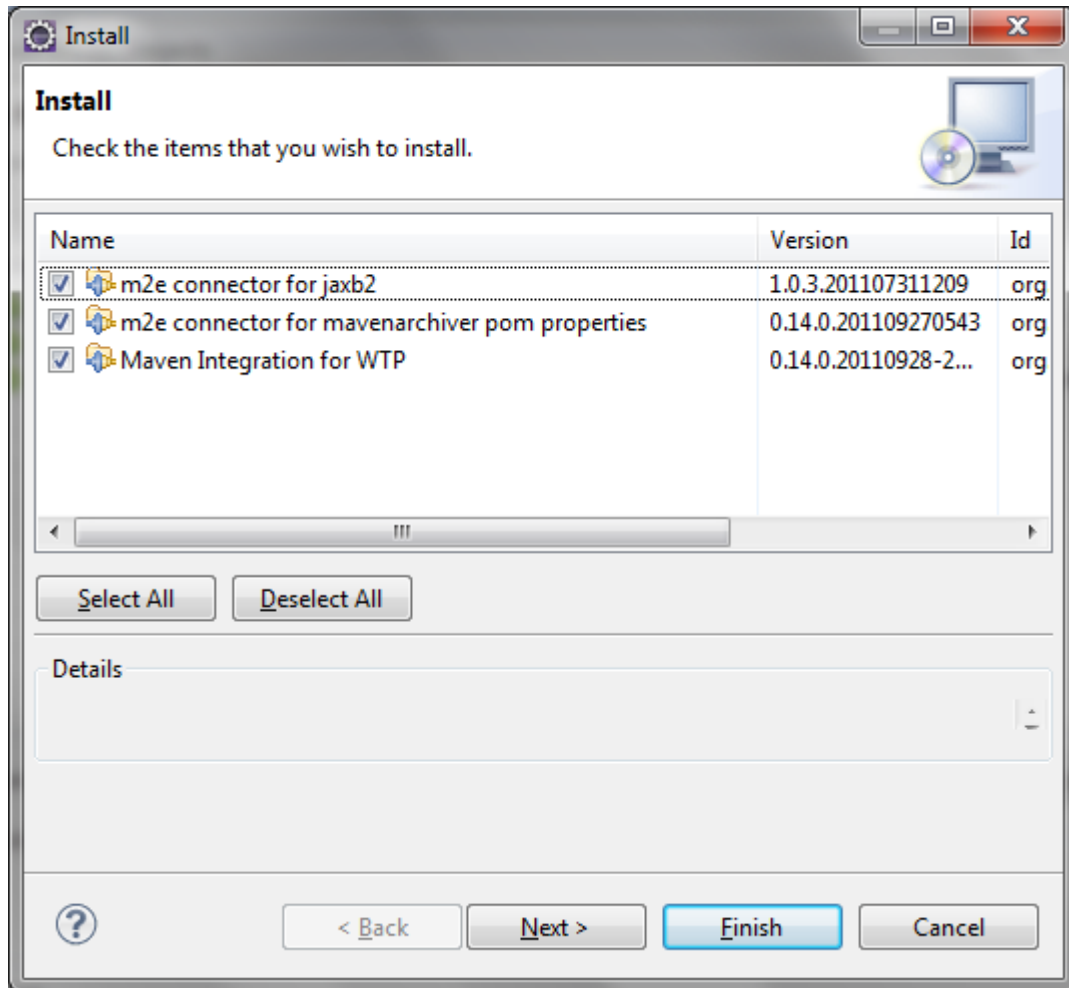 Install
Install
Check the items that you wish to install.
Name Version Id
m2e connector for jaxb2 1.0.3.201107311209 org
m2e connector for mavenarchiver pom properties 0.14.0.201109270543 org
Maven Integration for WTP 0.14.0.20110928-2... org
Select All Deselect All
Details
? < Back Next > Finish Cancel